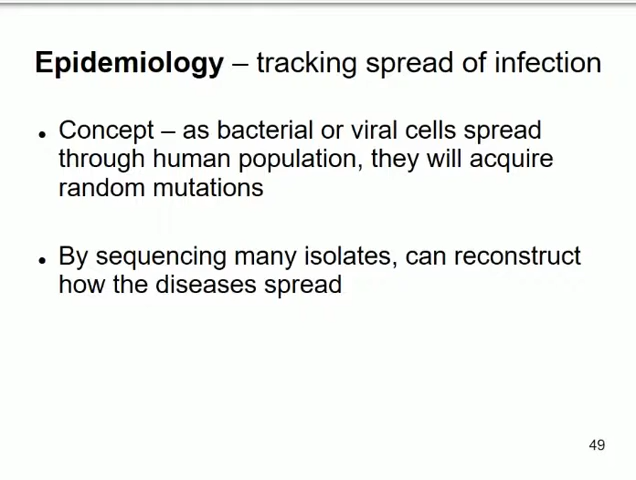 Epidemiology – tracking spread of infection
• Concept – as bacterial or viral cells spread
through human population, they will acquire
random mutations
• By sequencing many isolates, can reconstruct
how the diseases spread
49